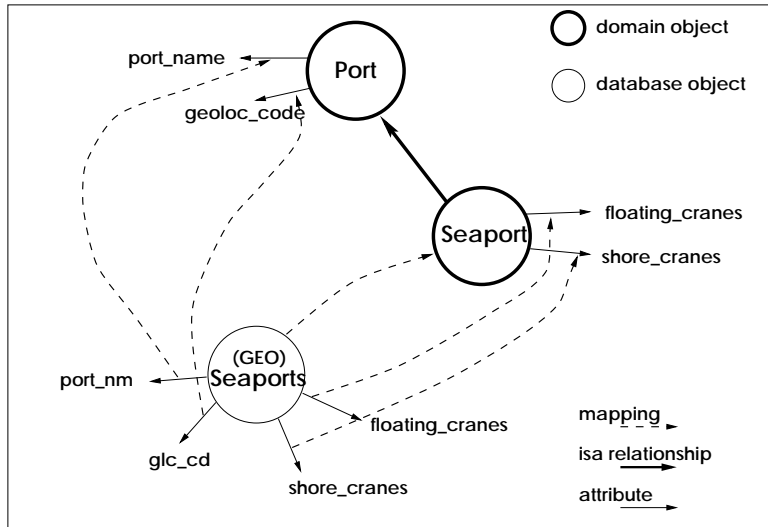 domain object
port_name
Port
database object
geoloc_code
floating_cranes
Seaport
shore_cranes
(GEO)
Seaports
port_nm
floating_cranes
mapping
glc_cd
isa relationship
shore_cranes
attribute